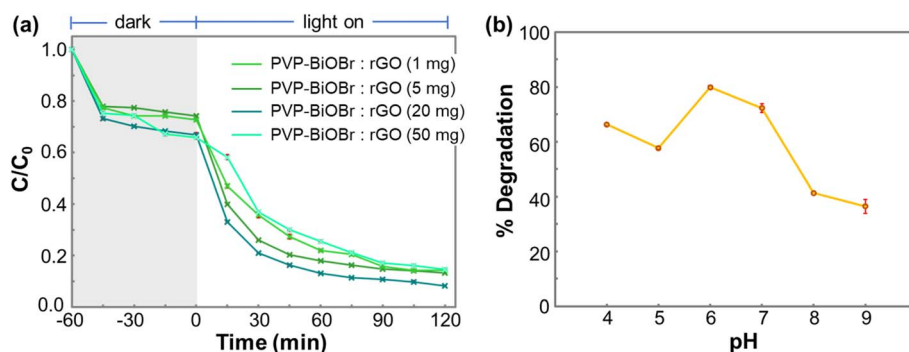 (a)
dark
light on
PVP-BiOBr : rGO (1 mg)
PVP-BiOBr : rGO (5 mg)
PVP-BiOBr : rGO (20 mg)
PVP-BiOBr : rGO (50 mg)
C/C0
1.0
0.8
0.6
0.4
0.2
0.0
-60
-30
0
30
60
90
120
Time (min)
(b)
% Degradation
100
80
60
40
20
0
4
5
6
7
8
9
pH